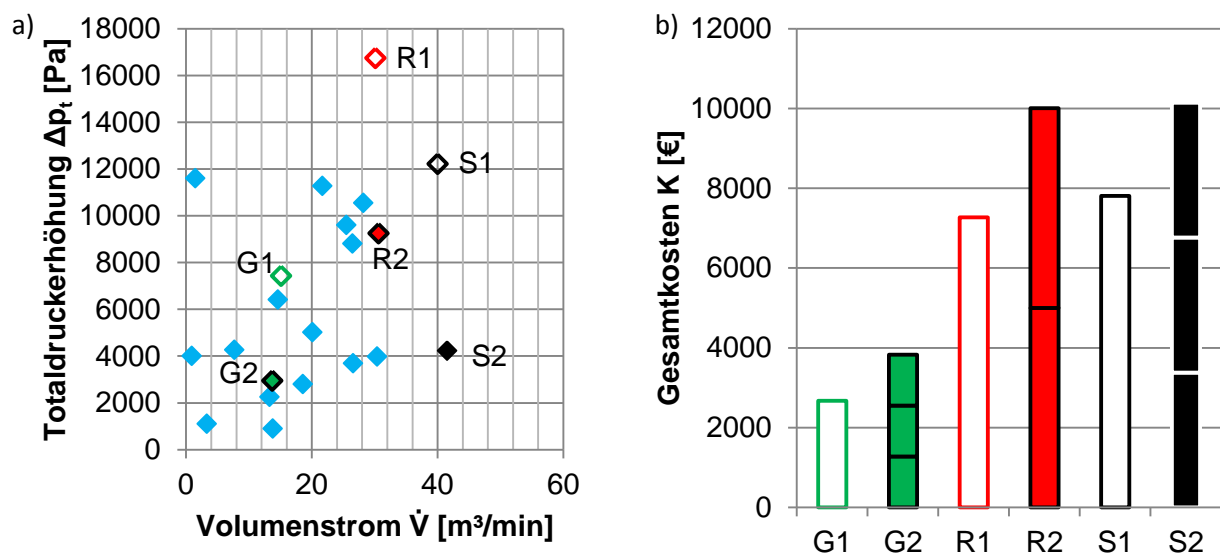 a)
Totaldruckerhöhung Δpt [Pa]
18000
16000
14000
12000
10000
8000
6000
4000
2000
0
R1
S1
G1
R2
S2
G2
0 20 40 60
Volumenstrom V̇ [m³/min]
b)
Gesamtkosten K [€]
12000
10000
8000
6000
4000
2000
0
G1 G2 R1 R2 S1 S2